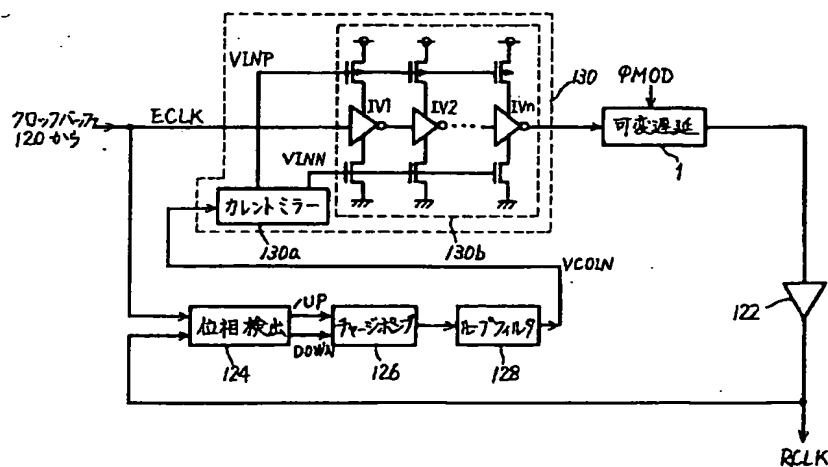 VINP
130
φMOD
クロックバッファ
120から
ECLK
IV1
IV2
IVn
可変遅延
1
VINN
カレントミラー
130a
130b
VCOIN
122
位相検出
UP
DOWN
チャージポンプ
ループフィルタ
124
126
128
RCLK